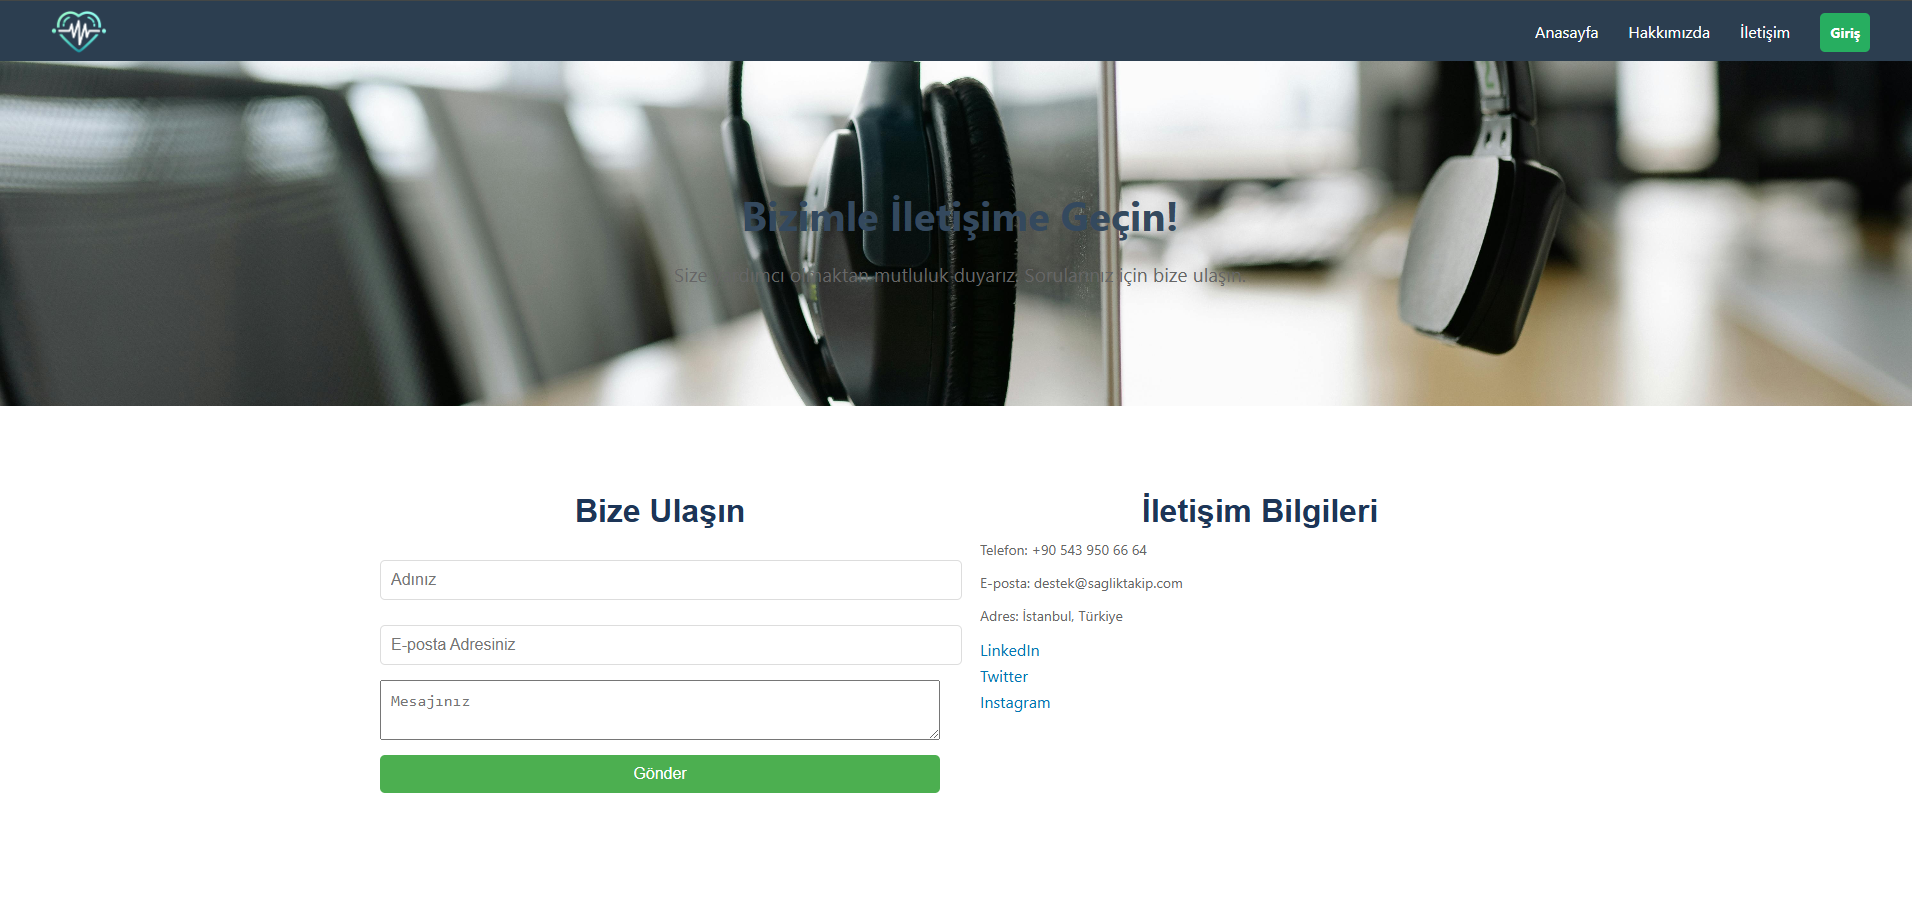 Anasayfa Hakkımızda İletişim Giriş
Bizimle İletişime Geçin!
Size yardımcı olmaktan mutluluk duyarız. Sorularınız için bize ulaşın.
Bize Ulaşın
Adınız
E-posta Adresiniz
Mesajınız
Gönder
İletişim Bilgileri
Telefon: +90 543 950 66 64
E-posta: destek@sagliktakip.com
Adres: İstanbul, Türkiye
LinkedIn
Twitter
Instagram